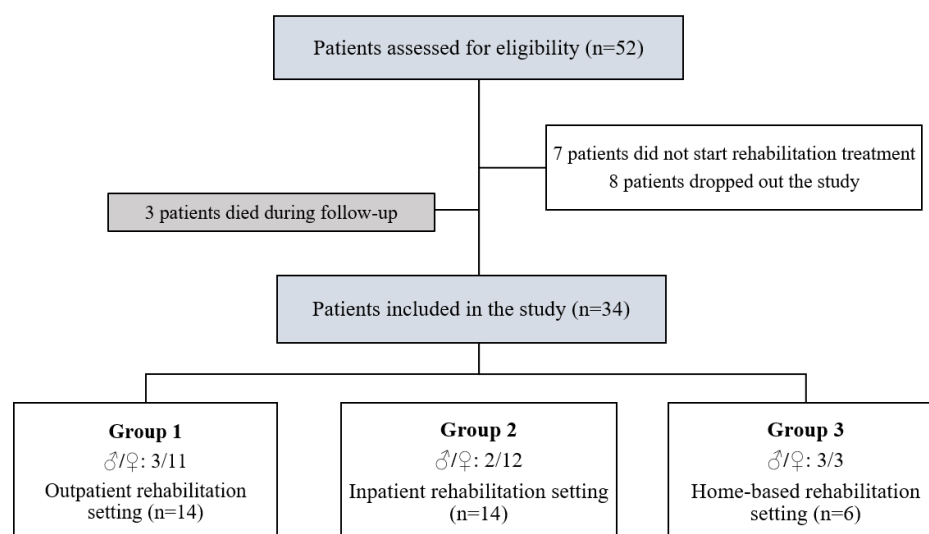 Patients assessed for eligibility (n=52)
7 patients did not start rehabilitation treatment
8 patients dropped out the study
3 patients died during follow-up
Patients included in the study (n=34)
Group 1
♂/♀: 3/11
Outpatient rehabilitation
setting (n=14)
Group 2
♂/♀: 2/12
Inpatient rehabilitation setting
(n=14)
Group 3
♂/♀: 3/3
Home-based rehabilitation
setting (n=6)